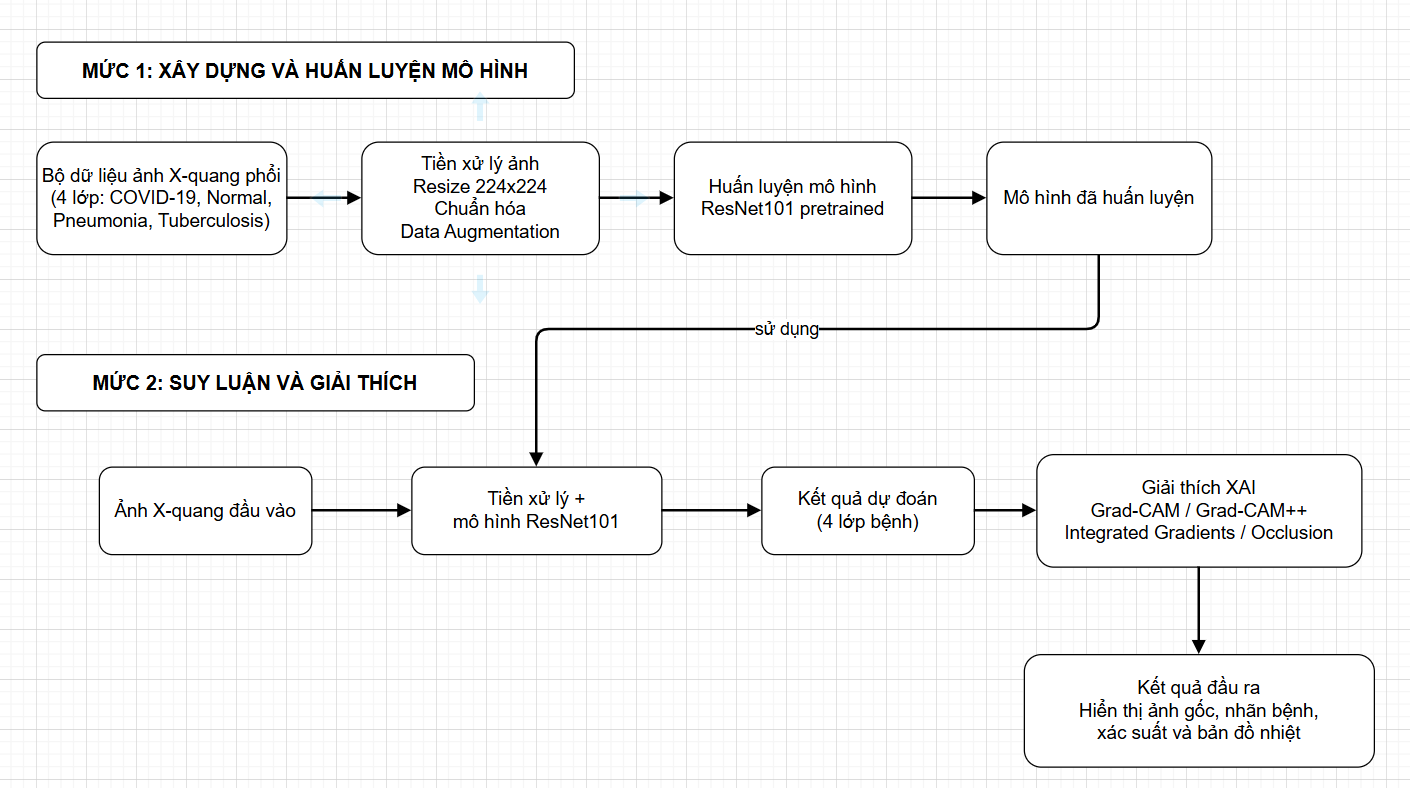 MỨC 1: XÂY DỰNG VÀ HUẤN LUYỆN MÔ HÌNH
Bộ dữ liệu ảnh X-quang phổi
(4 lớp: COVID-19, Normal,
Pneumonia, Tuberculosis)
Tiền xử lý ảnh
Resize 224x224
Chuẩn hóa
Data Augmentation
Huấn luyện mô hình
ResNet101 pretrained
Mô hình đã huấn luyện
sử dụng
MỨC 2: SUY LUẬN VÀ GIẢI THÍCH
Ảnh X-quang đầu vào
Tiền xử lý +
mô hình ResNet101
Kết quả dự đoán
(4 lớp bệnh)
Giải thích XAI
Grad-CAM / Grad-CAM++
Integrated Gradients / Occlusion
Kết quả đầu ra
Hiển thị ảnh gốc, nhãn bệnh,
xác suất và bản đồ nhiệt